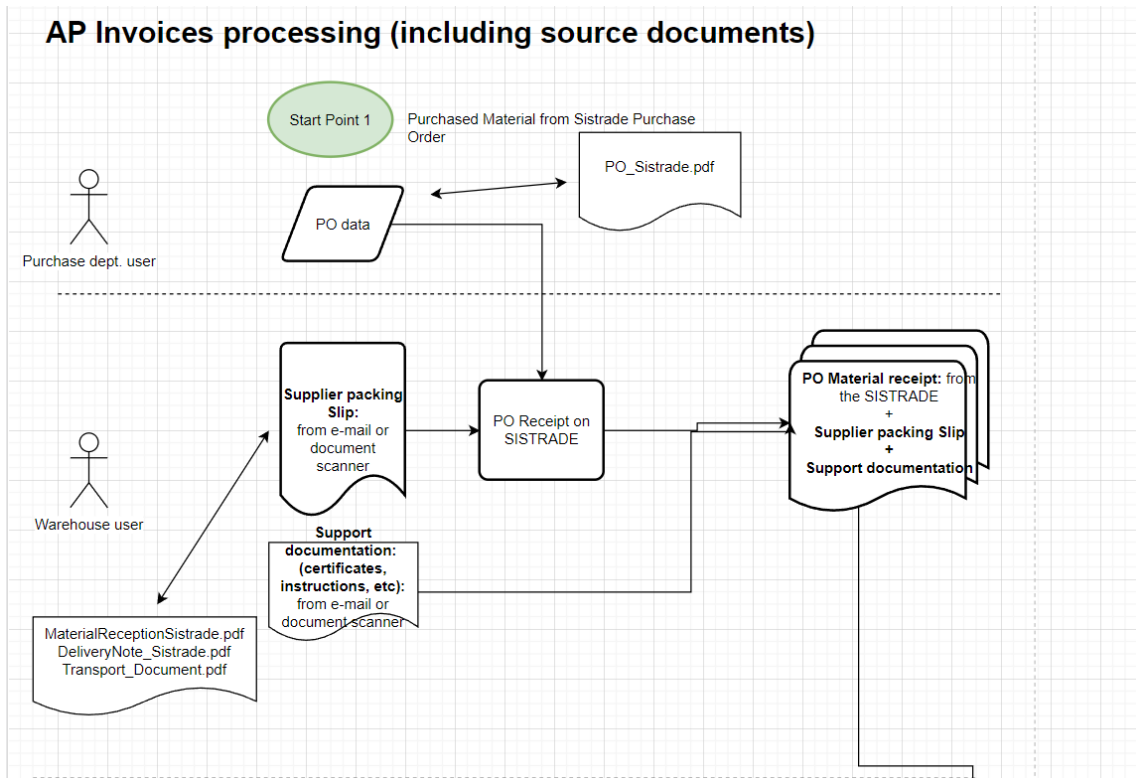 AP Invoices processing (including source documents)
Start Point 1
Purchased Material from Sistrade Purchase
Order
PO_Sistrade.pdf
PO data
Purchase dept. user
Supplier packing
Slip:
from e-mail or
document
scanner
PO Receipt on
SISTRADE
PO Material receipt: from
the SISTRADE
+
Supplier packing Slip
+
Support documentation
Warehouse user
Support
documentation:
(certificates,
instructions, etc):
from e-mail or
document scanner
MaterialReceptionSistrade.pdf
DeliveryNote_Sistrade.pdf
Transport_Document.pdf